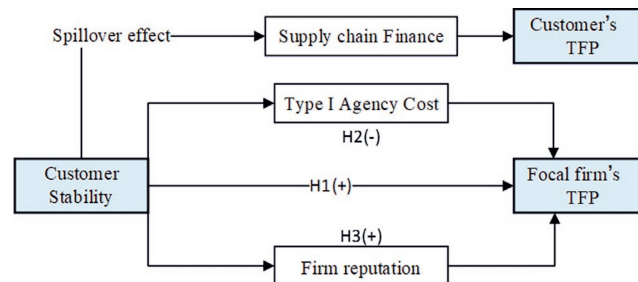 Spillover effect
Supply chain Finance
Customer's
TFP
Type I Agency Cost
H2(-)
Customer
Stability
H1(+)
Focal firm's
TFP
H3(+)
Firm reputation